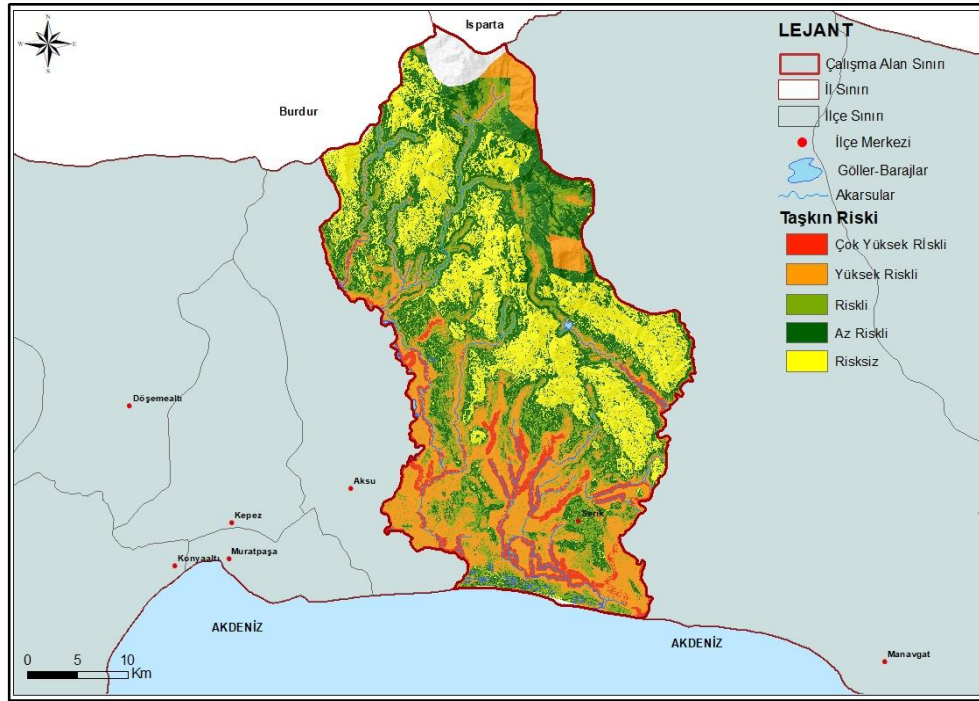 N
W
E
S
Isparta
Burdur
LEJANT
Çalışma Alan Sınırı
İl Sınırı
İlçe Sınırı
İlçe Merkezi
Göller-Barajlar
Akarsular
Taşkın Riski
Çok Yüksek Riskli
Yüksek Riskli
Riskli
Az Riskli
Risksiz
Döşemealtı
Aksu
Kepez
Serik
Konyaaltı
Muratpaşa
AKDENİZ
AKDENİZ
Manavgat
0 5 10
Km